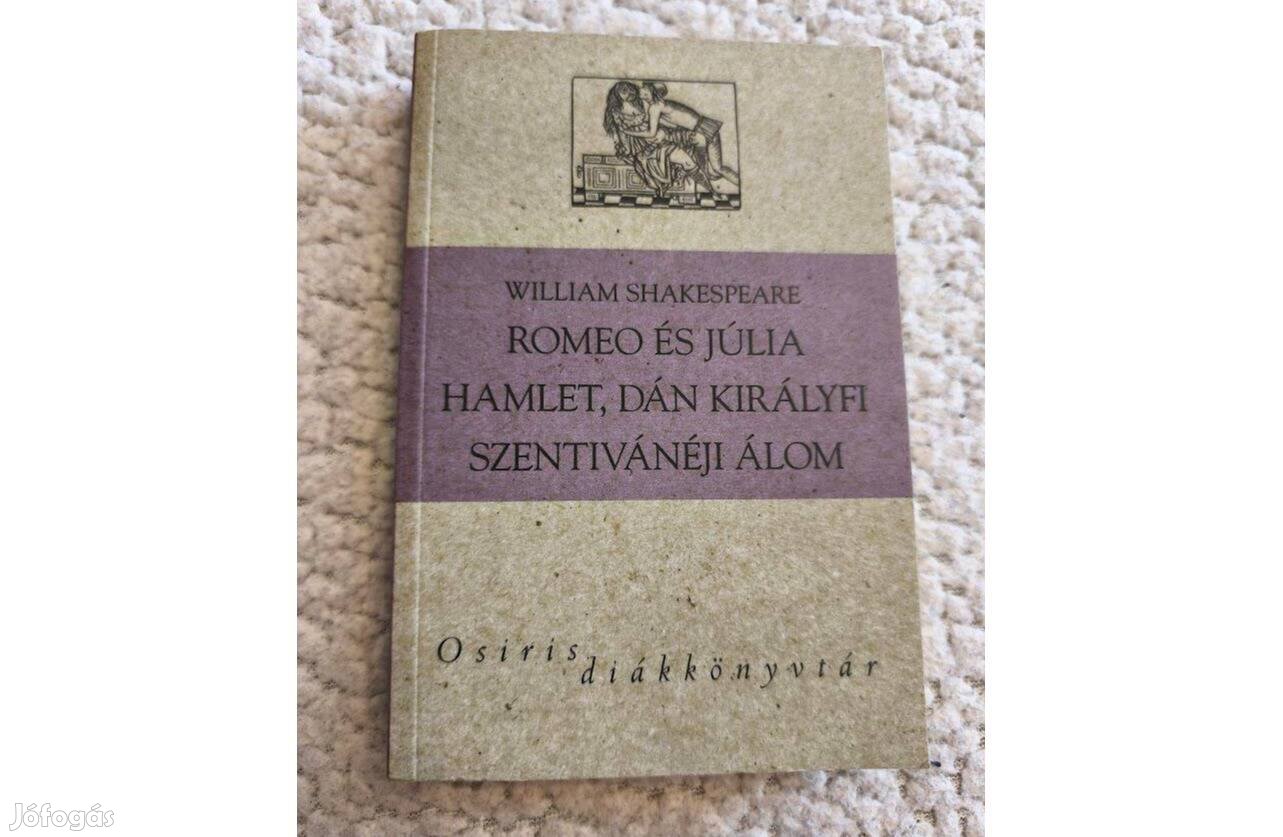 WILLIAM SHAKESPEARE
ROMEO ÉS JÚLIA
HAMLET, DÁN KIRÁLYFI
SZENTIVÁNÉJI ÁLOM
Osiris diákkönyvtár
Jófogás